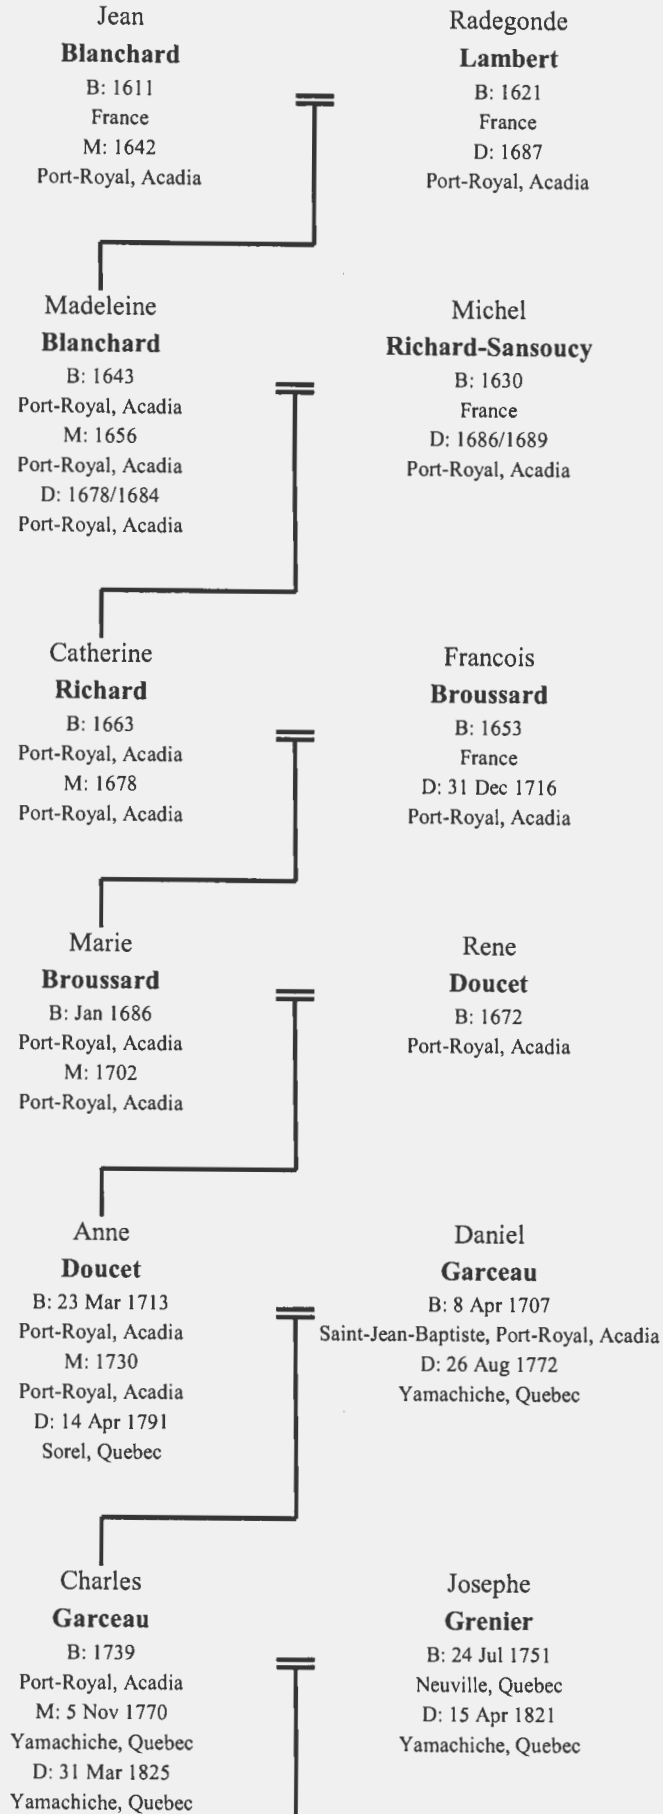 Jean
Blanchard
B: 1611
France
M: 1642
Port-Royal, Acadia
Radegonde
Lambert
B: 1621
France
D: 1687
Port-Royal, Acadia
Madeleine
Blanchard
B: 1643
Port-Royal, Acadia
M: 1656
Port-Royal, Acadia
D: 1678/1684
Port-Royal, Acadia
Michel
Richard-Sansoucy
B: 1630
France
D: 1686/1689
Port-Royal, Acadia
Catherine
Richard
B: 1663
Port-Royal, Acadia
M: 1678
Port-Royal, Acadia
Francois
Broussard
B: 1653
France
D: 31 Dec 1716
Port-Royal, Acadia
Marie
Broussard
B: Jan 1686
Port-Royal, Acadia
M: 1702
Port-Royal, Acadia
Rene
Doucet
B: 1672
Port-Royal, Acadia
Anne
Doucet
B: 23 Mar 1713
Port-Royal, Acadia
M: 1730
Port-Royal, Acadia
D: 14 Apr 1791
Sorel, Quebec
Daniel
Garceau
B: 8 Apr 1707
Saint-Jean-Baptiste, Port-Royal, Acadia
D: 26 Aug 1772
Yamachiche, Quebec
Charles
Garceau
B: 1739
Port-Royal, Acadia
M: 5 Nov 1770
Yamachiche, Quebec
D: 31 Mar 1825
Yamachiche, Quebec
Josephe
Grenier
B: 24 Jul 1751
Neuville, Quebec
D: 15 Apr 1821
Yamachiche, Quebec